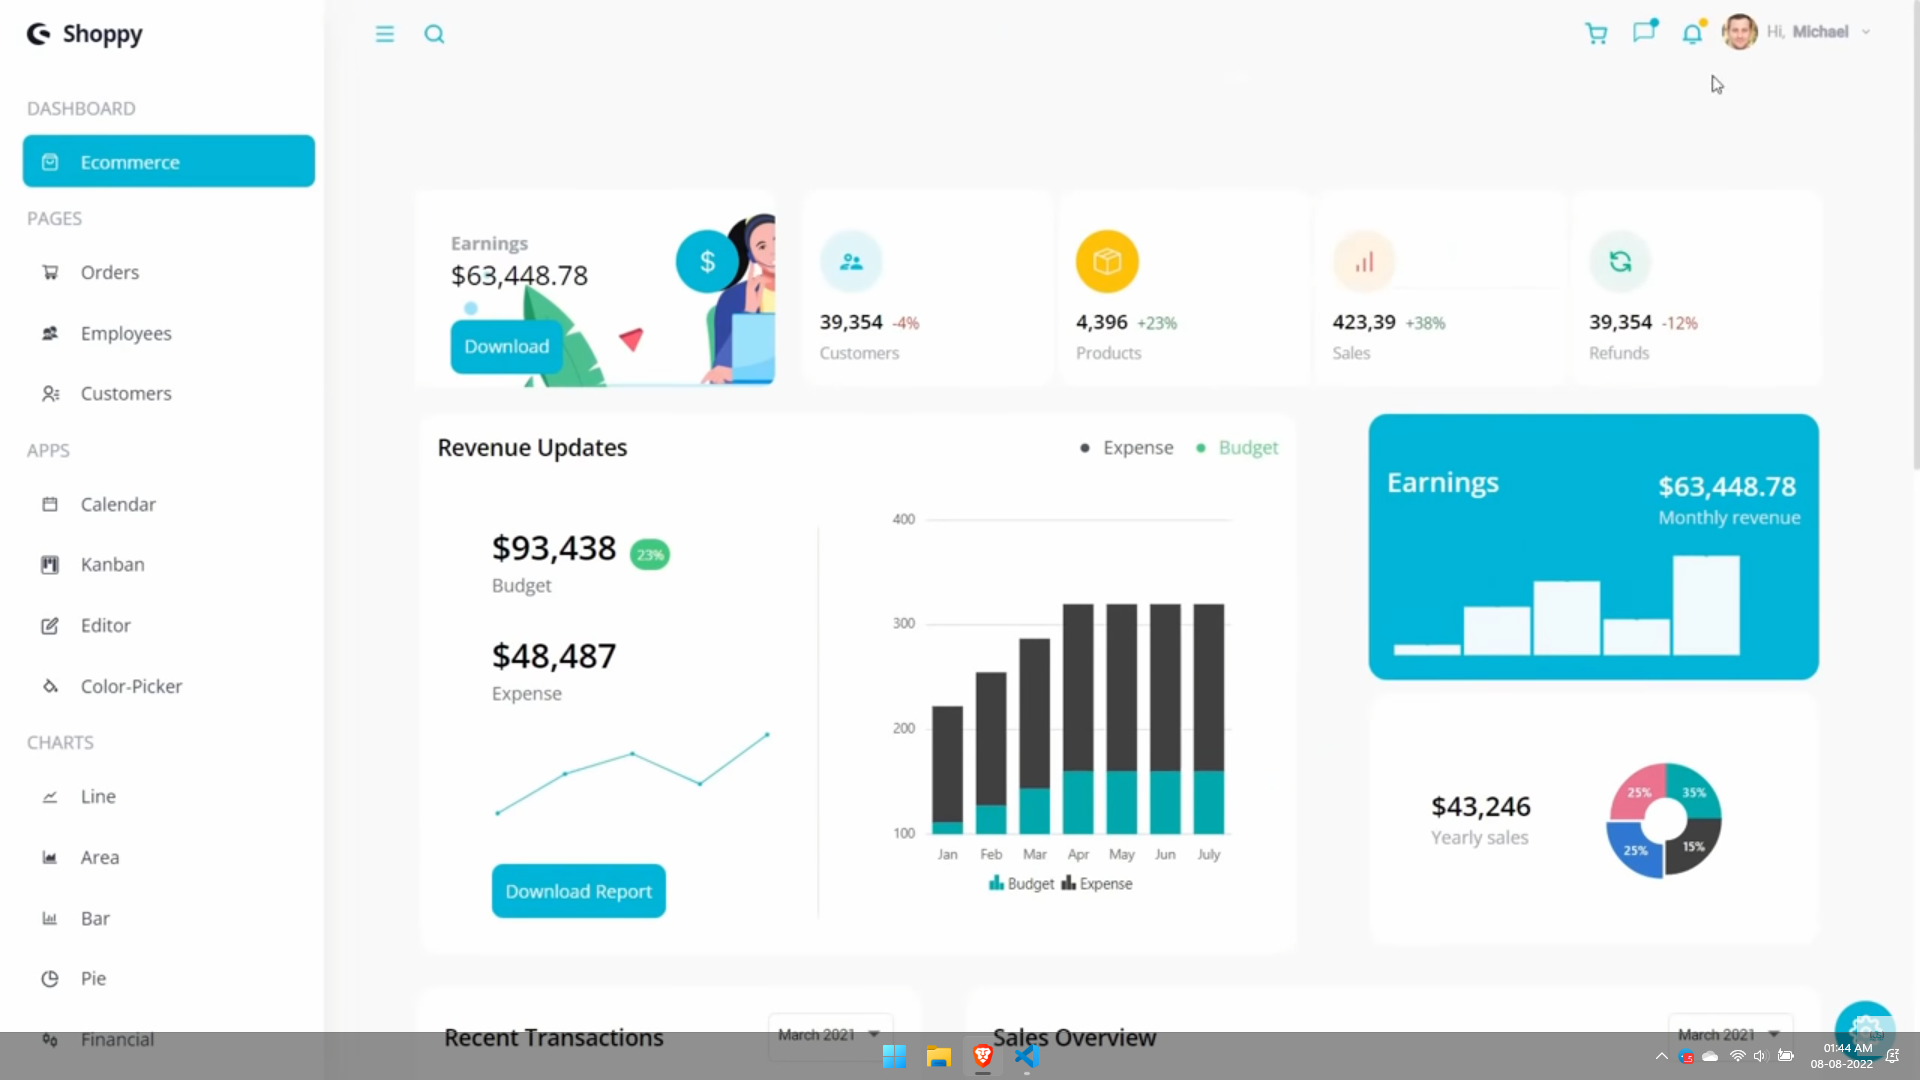 Shoppy
Hi, Michael
DASHBOARD
Ecommerce
PAGES
Orders
Employees
Customers
APPS
Calendar
Kanban
Editor
Color-Picker
CHARTS
Line
Area
Bar
Pie
Financial
Earnings
$63,448.78
$
Download
39,354 -4%
Customers
4,396 +23%
Products
423,39 +38%
Sales
39,354 -12%
Refunds
Revenue Updates
Expense Budget
$93,438 23%
Budget
$48,487
Expense
Download Report
400
300
200
100
Jan Feb Mar Apr May Jun July
Budget Expense
Earnings
$63,448.78
Monthly revenue
$43,246
Yearly sales
25% 35%
25% 15%
Recent Transactions
March 2021
Sales Overview
March 2021
01:44 AM
08-08-2022